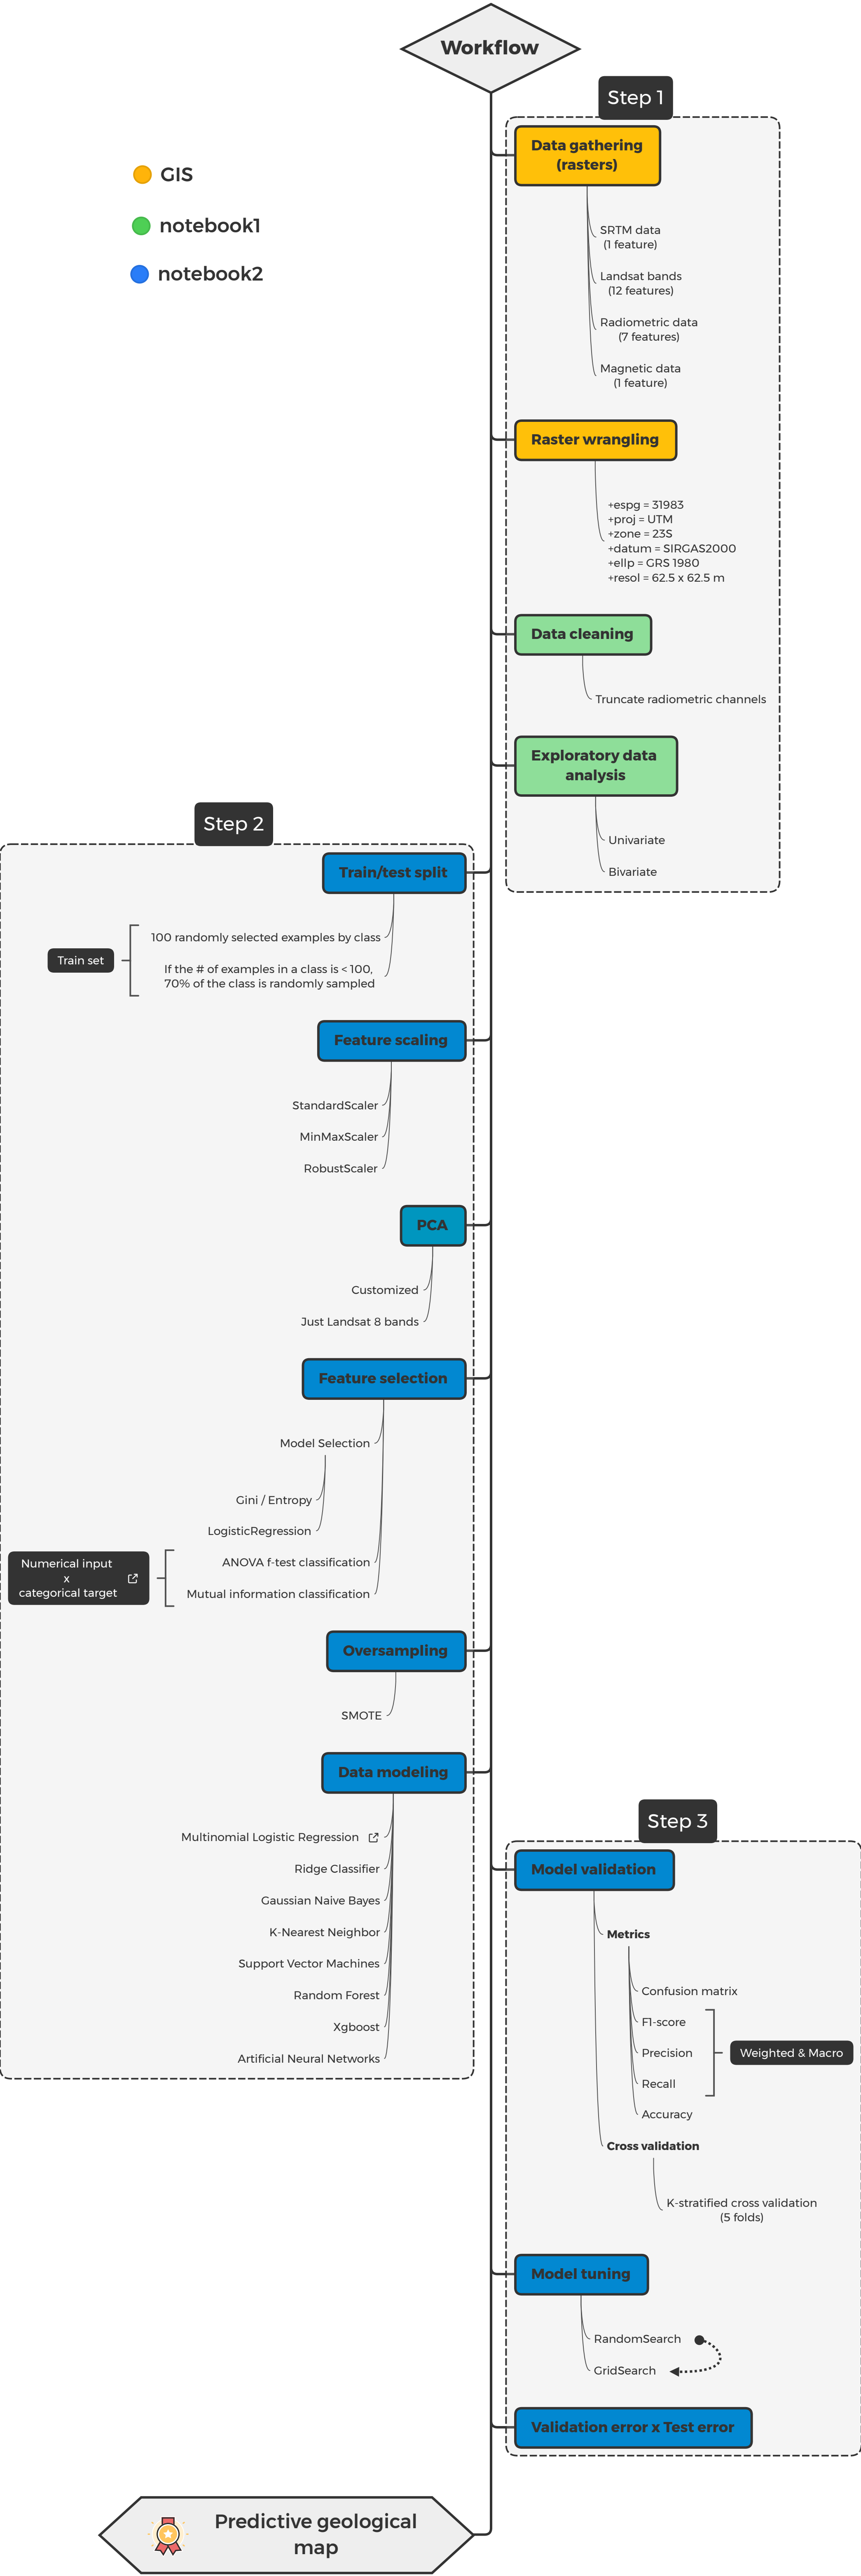 Workflow
GIS
notebook1
notebook2
Step 1
Data gathering
(rasters)
SRTM data
(1 feature)
Landsat bands
(12 features)
Radiometric data
(7 features)
Magnetic data
(1 feature)
Raster wrangling
+espg = 31983
+proj = UTM
+zone = 23S
+datum = SIRGAS2000
+ellp = GRS 1980
+resol = 62.5 x 62.5 m
Data cleaning
Truncate radiometric channels
Exploratory data
analysis
Univariate
Bivariate
Step 2
Train/test split
100 randomly selected examples by class
Train set
If the # of examples in a class is < 100,
70% of the class is randomly sampled
Feature scaling
StandardScaler
MinMaxScaler
RobustScaler
PCA
Customized
Just Landsat 8 bands
Feature selection
Model Selection
Gini / Entropy
LogisticRegression
ANOVA f-test classification
Mutual information classification
Numerical input
x
categorical target
Oversampling
SMOTE
Data modeling
Multinomial Logistic Regression
Ridge Classifier
Gaussian Naive Bayes
K-Nearest Neighbor
Support Vector Machines
Random Forest
Xgboost
Artificial Neural Networks
Step 3
Model validation
Metrics
Confusion matrix
F1-score
Precision
Recall
Weighted & Macro
Accuracy
Cross validation
K-stratified cross validation
(5 folds)
Model tuning
RandomSearch
GridSearch
Validation error x Test error
Predictive geological
map